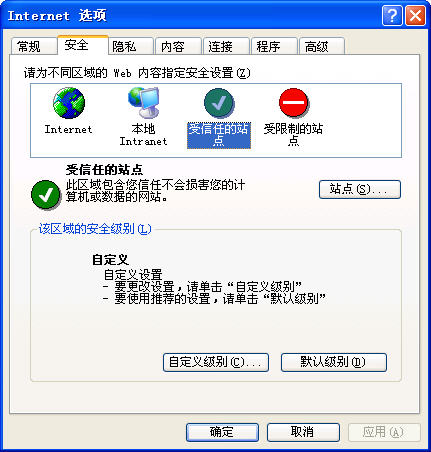 Internet 选项
常规 安全 隐私 内容 连接 程序 高级
请为不同区域的 Web 内容指定安全设置(Z)
Internet 本地 受信任的站 受限制的站
Intranet 点 点
受信任的站点
此区域包含您信任不会损害您的计 站点(S)...
算机或数据的网站。
该区域的安全级别(L)
自定义
自定义设置
- 要更改设置,请单击“自定义级别”
- 要使用推荐的设置,请单击“默认级别”
自定义级别(C)... 默认级别(D)
确定 取消 应用(A)